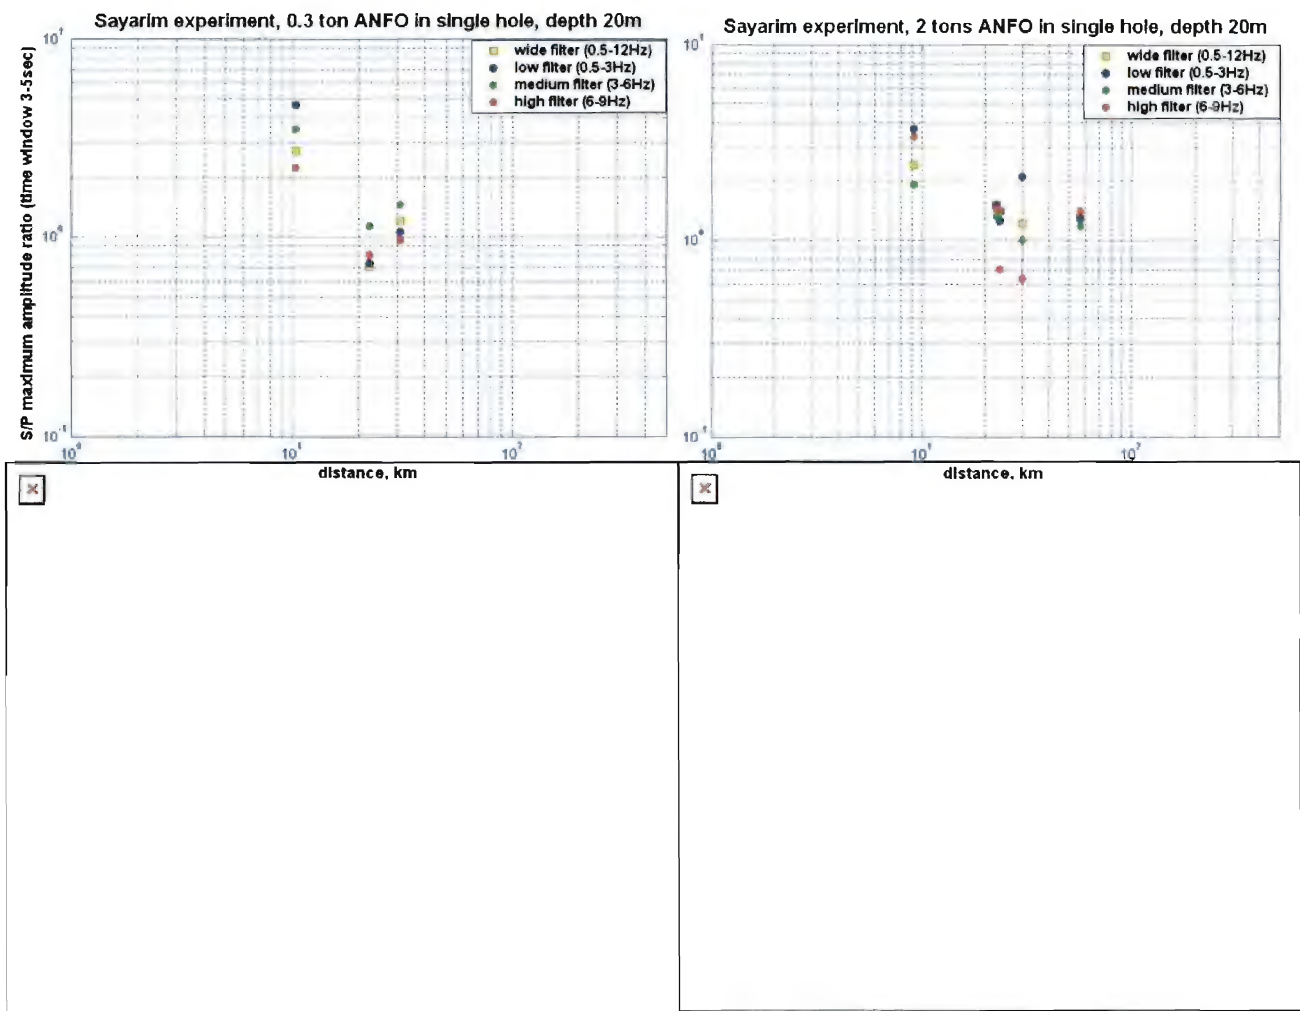 Sayarim experiment, 0.3 ton ANFO in single hole, depth 20m
wide filter (0.5-12Hz)
low filter (0.5-3Hz)
medium filter (3-6Hz)
high filter (6-9Hz)
S/P maximum amplitude ratio (time window 3-5sec)
10¹
10⁰
10⁻¹
10⁰
10¹
10²
distance, km
Sayarim experiment, 2 tons ANFO in single hole, depth 20m
wide filter (0.5-12Hz)
low filter (0.5-3Hz)
medium filter (3-6Hz)
high filter (6-9Hz)
10¹
10⁰
10⁻¹
10⁰
10¹
10²
distance, km